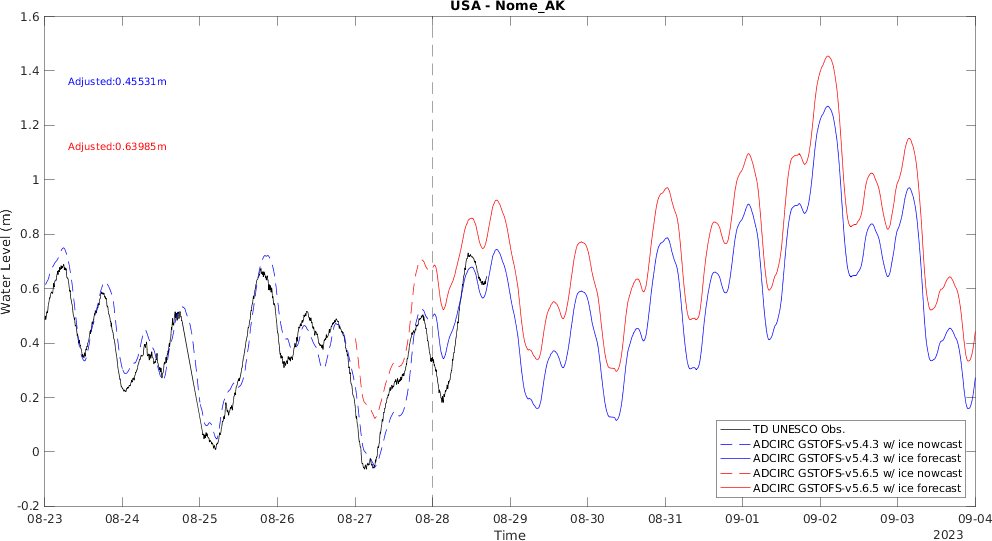 USA - Nome_AK
1.6
1.4
1.2
1
0.8
0.6
0.4
0.2
0
-0.2
Water Level (m)
Adjusted:0.45531m
Adjusted:0.63985m
TD UNESCO Obs.
ADCIRC GSTOFS-v5.4.3 w/ ice nowcast
ADCIRC GSTOFS-v5.4.3 w/ ice forecast
ADCIRC GSTOFS-v5.6.5 w/ ice nowcast
ADCIRC GSTOFS-v5.6.5 w/ ice forecast
08-23 08-24 08-25 08-26 08-27 08-28 08-29 08-30 08-31 09-01 09-02 09-03 09-04
Time
2023